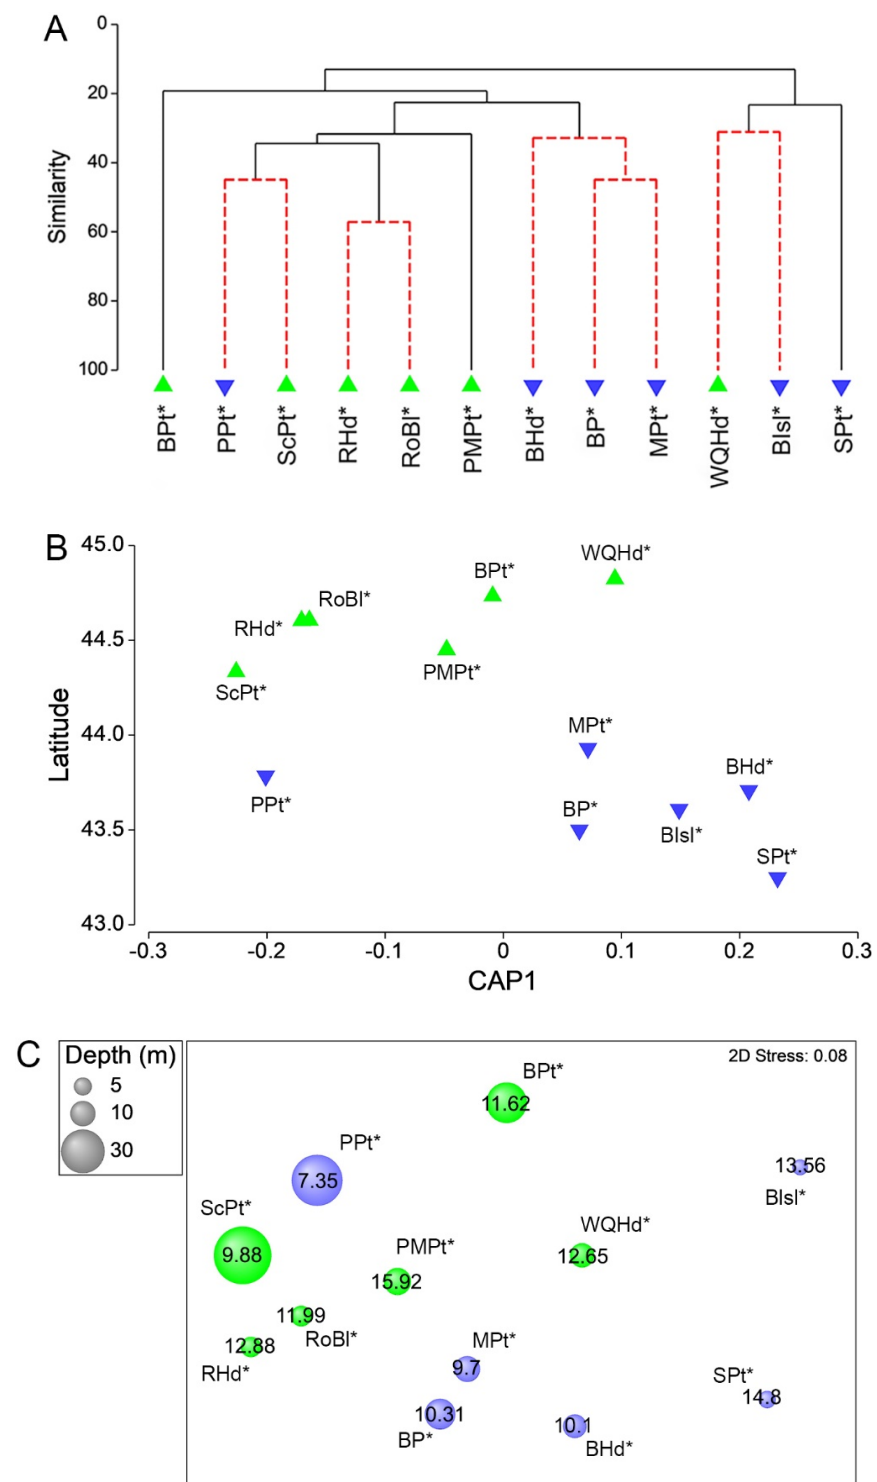 A
0
20
40
60
80
100
Similarity
BPt*
PPt*
ScPt*
RHd*
RoBl*
PMPt*
BHd*
BP*
MPt*
WQHd*
BIsl*
SPt*
B
45.0
44.5
44.0
43.5
43.0
Latitude
WQHd*
BPt*
RoBl*
RHd*
PMPt*
ScPt*
MPt*
BHd*
PPt*
BP*
BIsl*
SPt*
-0.3 -0.2 -0.1 0 0.1 0.2 0.3
CAP1
C
Depth (m)
5
10
30
2D Stress: 0.08
BPt*
11.62
PPt*
7.35
13.56
BIsl*
ScPt*
9.88
WQHd*
12.65
PMPt*
15.92
11.99
RoBl*
12.88
RHd*
MPt*
9.7
SPt*
14.8
10.31
BP*
10.1
BHd*